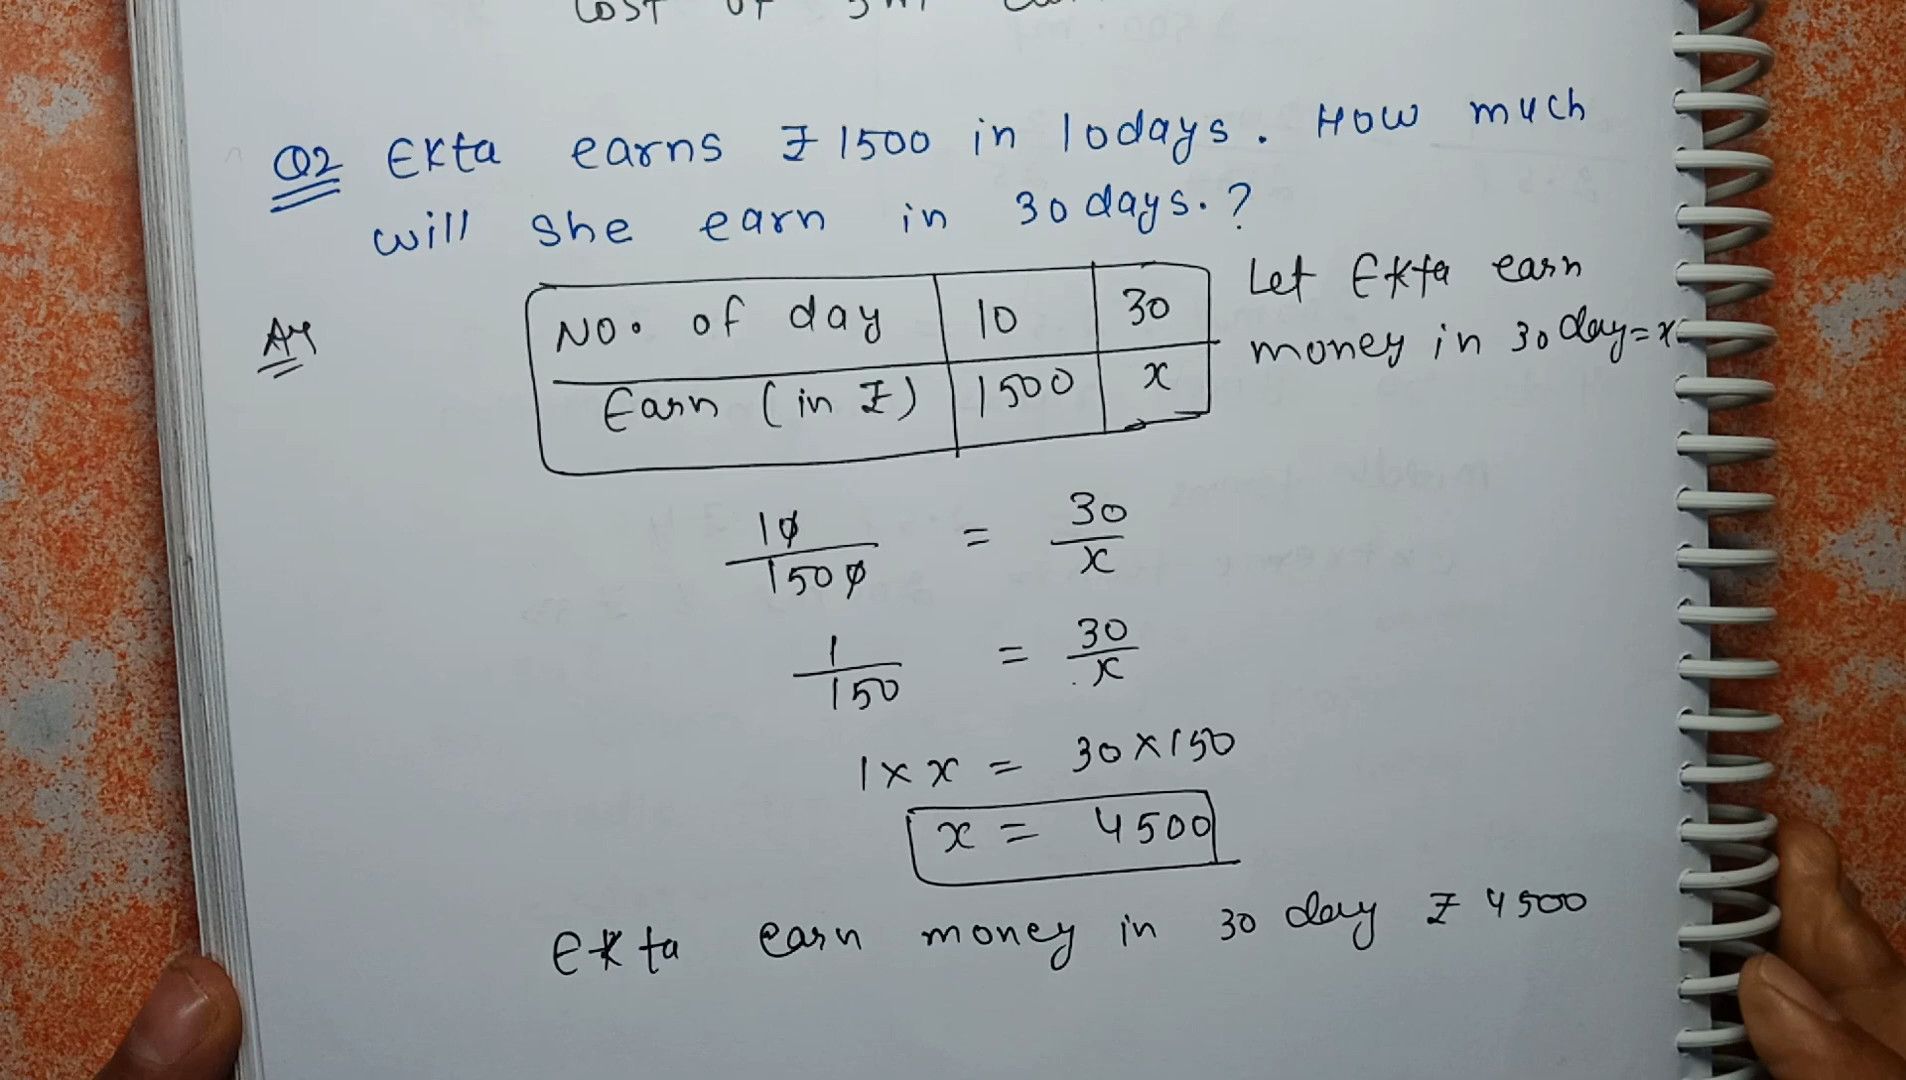 Q2 Ekta earns ₹ 1500 in 10 days. How much
will she earn in 30 days.?
Let Ekta earn
money in 30 day = x
No. of day 10 30
Earn (in ₹) 1500 x
10/1500 = 30/x
1/150 = 30/x
1 × x = 30 × 150
x = 4500
Ekta earn money in 30 day ₹ 4500